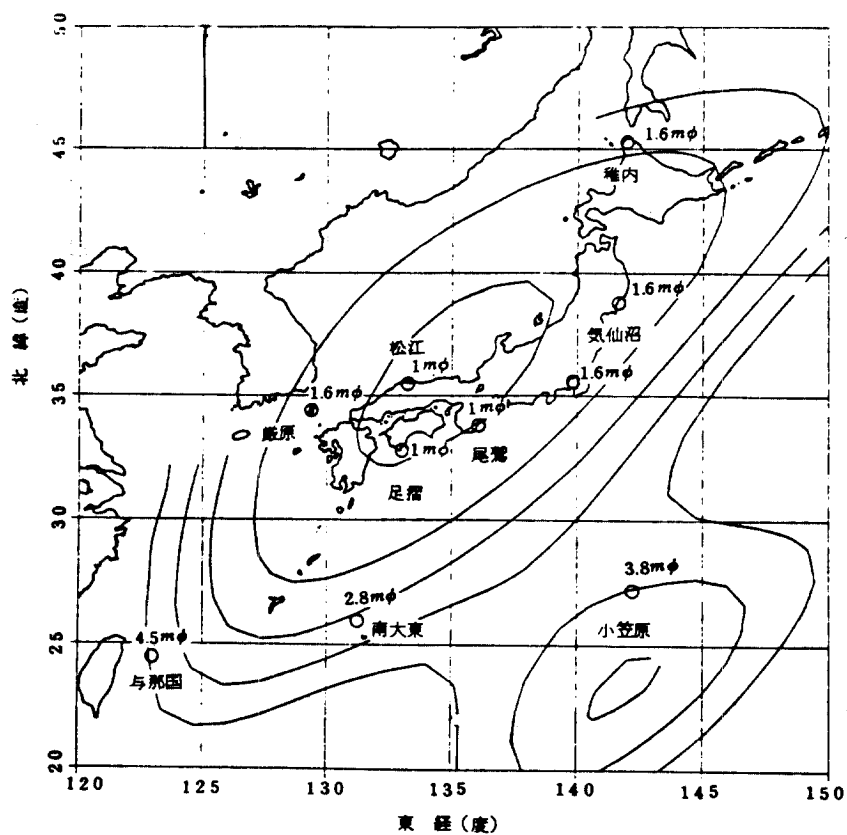 50
45
40
35
30
25
20
北緯(度)
1.6mφ
稚内
1.6mφ
気仙沼
松江
1mφ
1.6mφ
1.6mφ
厳原
1mφ
尾鷲
1mφ
足摺
3.8mφ
2.8mφ
南大東
小笠原
4.5mφ
与那国
120
125
130
135
140
145
150
東経(度)